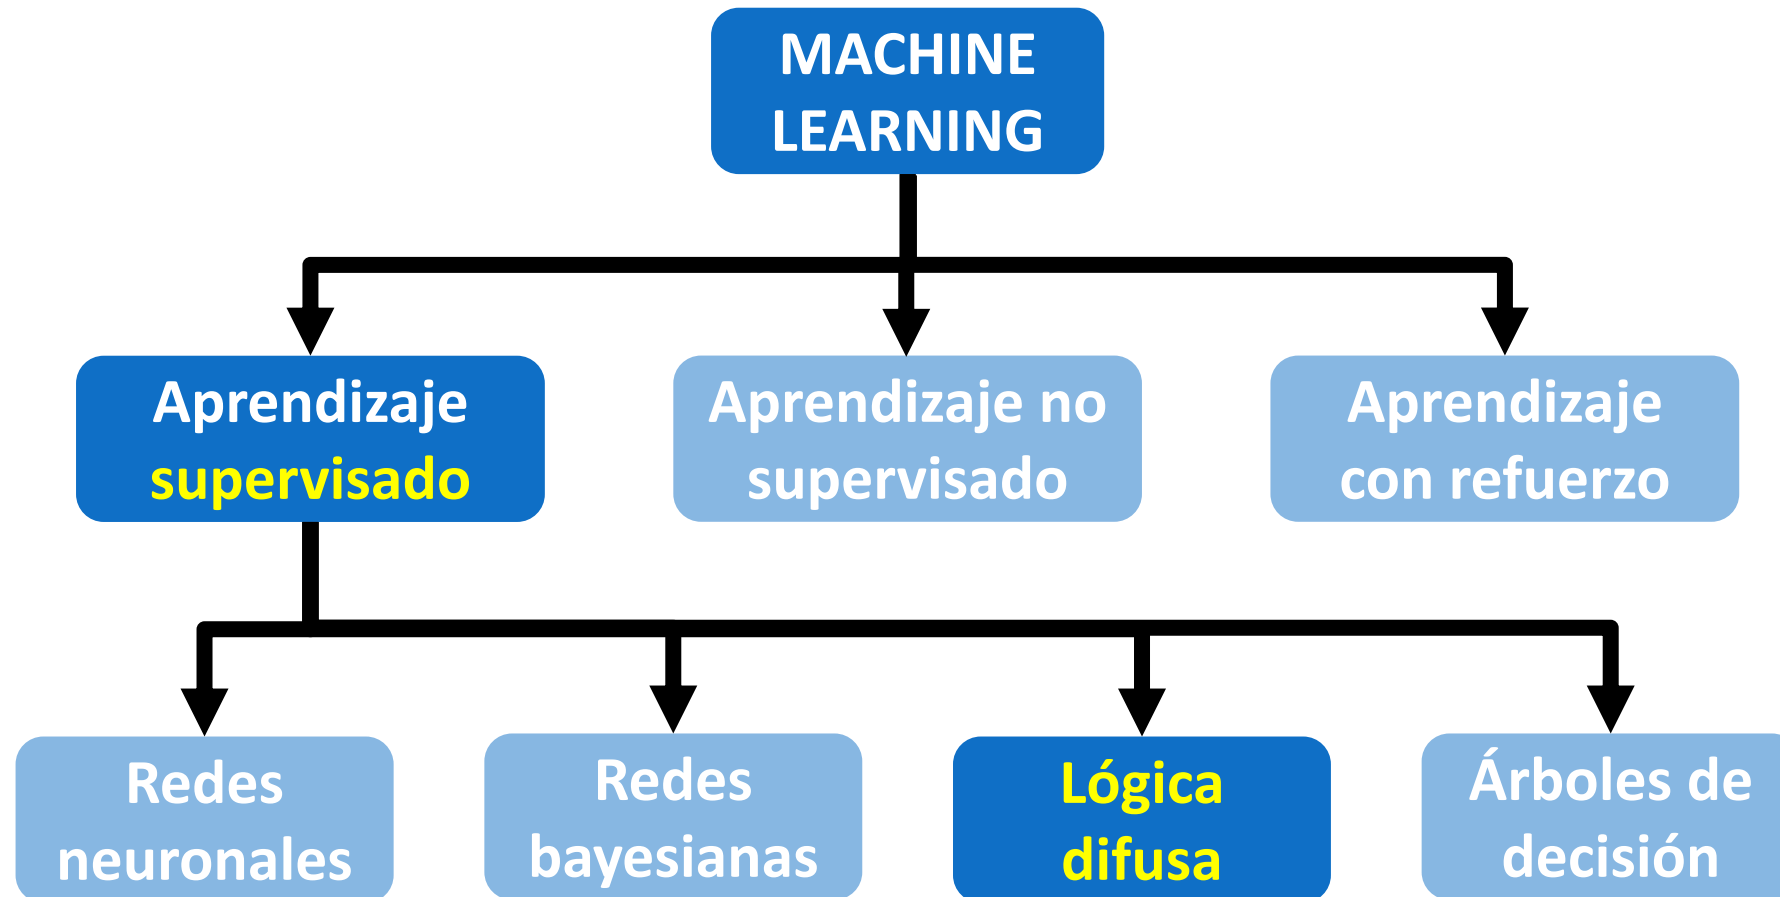 MACHINE
LEARNING
Aprendizaje
supervisado
Aprendizaje no
supervisado
Aprendizaje
con refuerzo
Redes
neuronales
Redes
bayesianas
Lógica
difusa
Árboles de
decisión